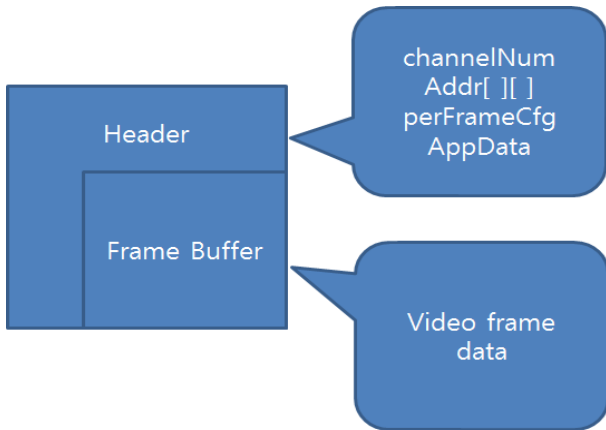 Header
channelNum
Addr[ ][ ]
perFrameCfg
AppData
Frame Buffer
Video frame
data